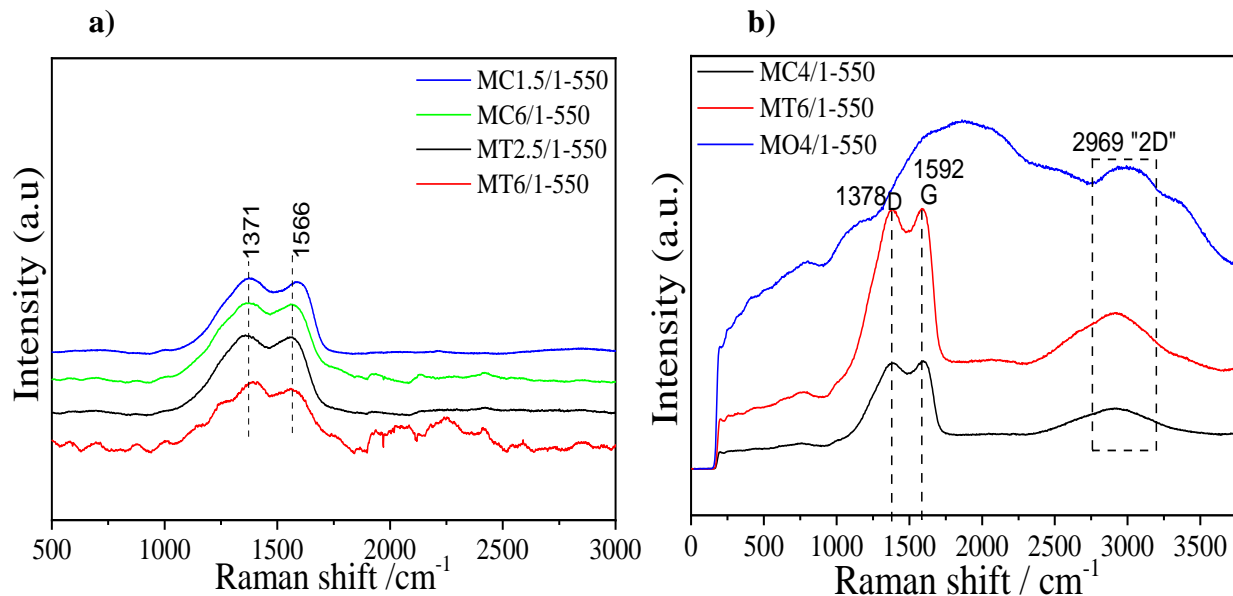 a)
Intensity (a.u)
MC1.5/1-550
MC6/1-550
MT2.5/1-550
MT6/1-550
1371
1566
500 1000 1500 2000 2500 3000
Raman shift /cm⁻¹
b)
Intensity (a.u.)
MC4/1-550
MT6/1-550
MO4/1-550
2969 "2D"
1592
1378 D G
0 500 1000 1500 2000 2500 3000 3500
Raman shift / cm⁻¹